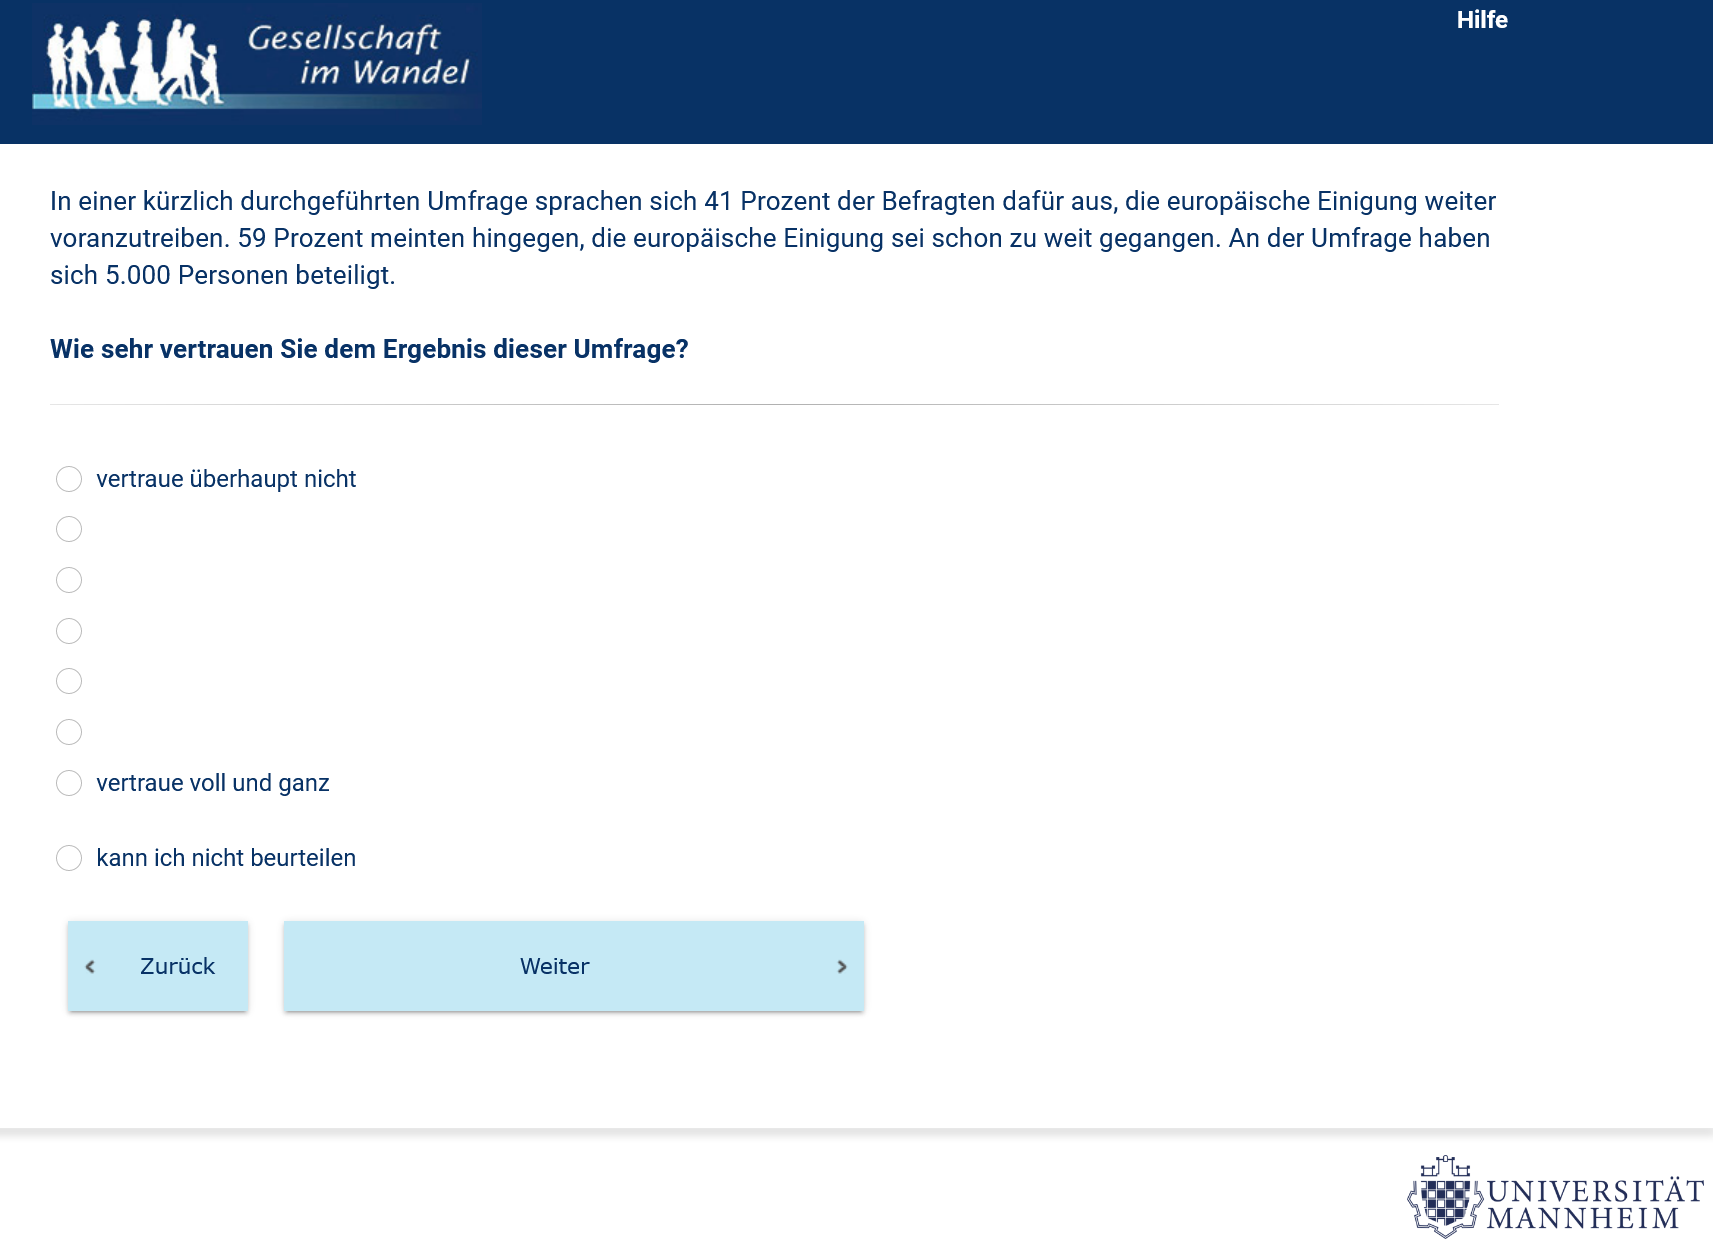 Gesellschaft
im Wandel
Hilfe
In einer kürzlich durchgeführten Umfrage sprachen sich 41 Prozent der Befragten dafür aus, die europäische Einigung weiter
voranzutreiben. 59 Prozent meinten hingegen, die europäische Einigung sei schon zu weit gegangen. An der Umfrage haben
sich 5.000 Personen beteiligt.
Wie sehr vertrauen Sie dem Ergebnis dieser Umfrage?
vertraue überhaupt nicht
vertraue voll und ganz
kann ich nicht beurteilen
Zurück
Weiter
UNIVERSITÄT
MANNHEIM